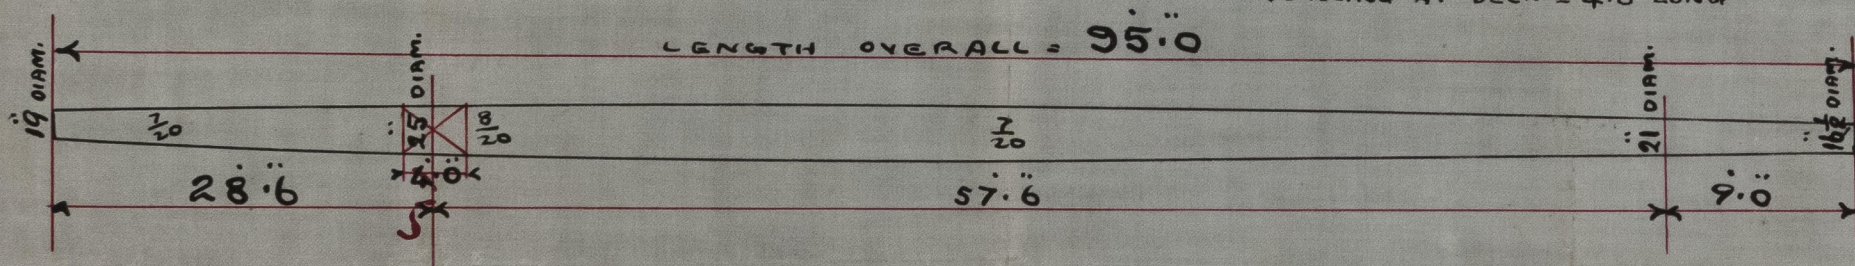 LENGTH OVERALL = 95.0
19 DIAM.
7/20
25 DIAM.
8/20
7/20
21 DIAM.
16½ DIAM.
4.0
28.6
57.6
9.0